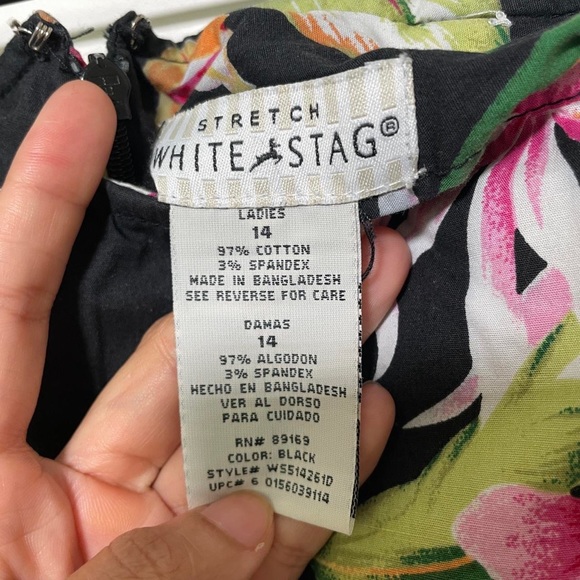 STRETCH
WHITE STAG®
LADIES
14
97% COTTON
3% SPANDEX
MADE IN BANGLADESH
SEE REVERSE FOR CARE
DAMAS
14
97% ALGODON
3% SPANDEX
HECHO EN BANGLADESH
VER AL DORSO
PARA CUIDADO
RN# 89169
COLOR: BLACK
STYLE# WS514261D
UPC# 6 0156039114